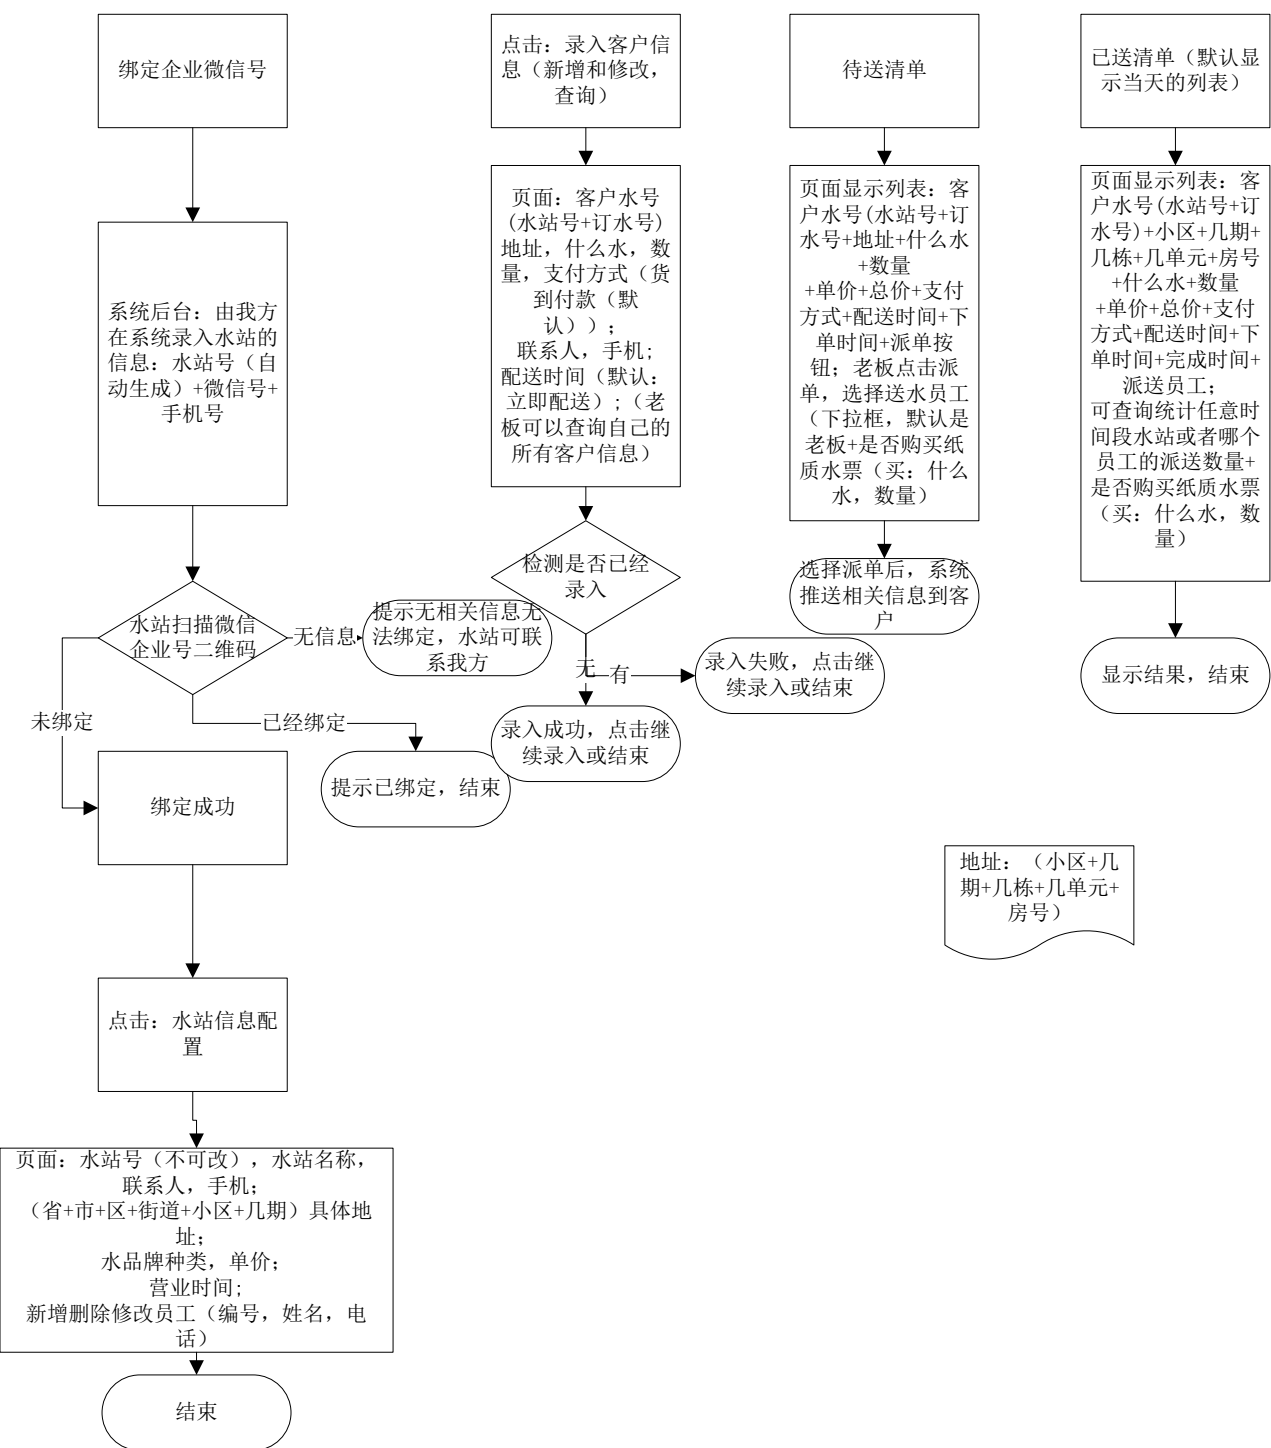 绑定企业微信号
系统后台：由我方
在系统录入水站的
信息：水站号（自
动生成）+微信号+
手机号
水站扫描微信
企业号二维码
无信息
提示无相关信息无
法绑定，水站可联
系我方
未绑定
已经绑定
提示已绑定，结束
绑定成功
点击：水站信息配
置
页面：水站号（不可改），水站名称，
联系人，手机；
（省+市+区+街道+小区+几期）具体地
址；
水品牌种类，单价；
营业时间；
新增删除修改员工（编号，姓名，电
话）
结束
点击：录入客户信
息（新增和修改，
查询）
页面：客户水号
(水站号+订水号)
地址，什么水，数
量，支付方式（货
到付款（默
认））；
联系人，手机；
配送时间（默认：
立即配送）；（老
板可以查询自己的
所有客户信息）
检测是否已经
录入
无
有
录入失败，点击继
续录入或结束
录入成功，点击继
续录入或结束
待送清单
页面显示列表：客
户水号(水站号+订
水号+地址+什么水
+数量
+单价+总价+支付
方式+配送时间+下
单时间+派单按
钮；老板点击派
单，选择送水员工
（下拉框，默认是
老板+是否购买纸
质水票（买：什么
水，数量）
选择派单后，系统
推送相关信息到客
户
已送清单（默认显
示当天的列表）
页面显示列表：客
户水号(水站号+订
水号)+小区+几期+
几栋+几单元+房号
+什么水+数量
+单价+总价+支付
方式+配送时间+下
单时间+完成时间+
派送员工；
可查询统计任意时
间段水站或者哪个
员工的派送数量+
是否购买纸质水票
（买：什么水，数
量）
显示结果，结束
地址：（小区+几
期+几栋+几单元+
房号）